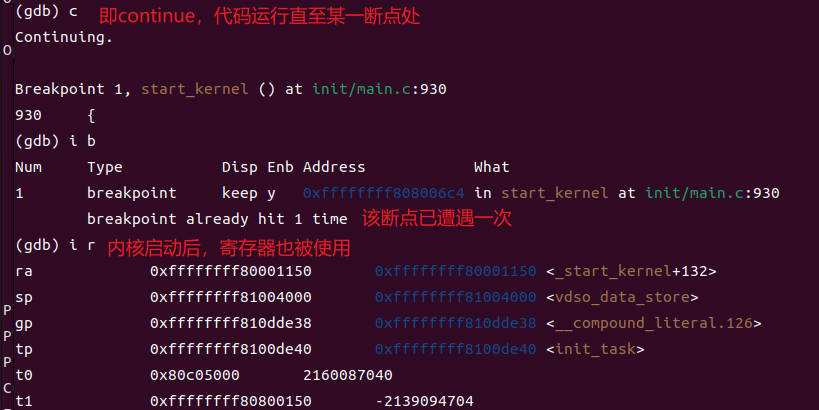 (gdb) c 即continue，代码运行直至某一断点处
Continuing.
Breakpoint 1, start_kernel () at init/main.c:930
930 {
(gdb) i b
Num Type Disp Enb Address What
1 breakpoint keep y 0xffffffff808006c4 in start_kernel at init/main.c:930
breakpoint already hit 1 time 该断点已遭遇一次
(gdb) i r 内核启动后，寄存器也被使用
ra 0xffffffff80001150 0xffffffff80001150 <_start_kernel+132>
sp 0xffffffff81004000 0xffffffff81004000 <vdso_data_store>
gp 0xffffffff810dde38 0xffffffff810dde38 <__compound_literal.126>
tp 0xffffffff8100de40 0xffffffff8100de40 <init_task>
t0 0x80c05000 2160087040
t1 0xffffffff80800150 -2139094704